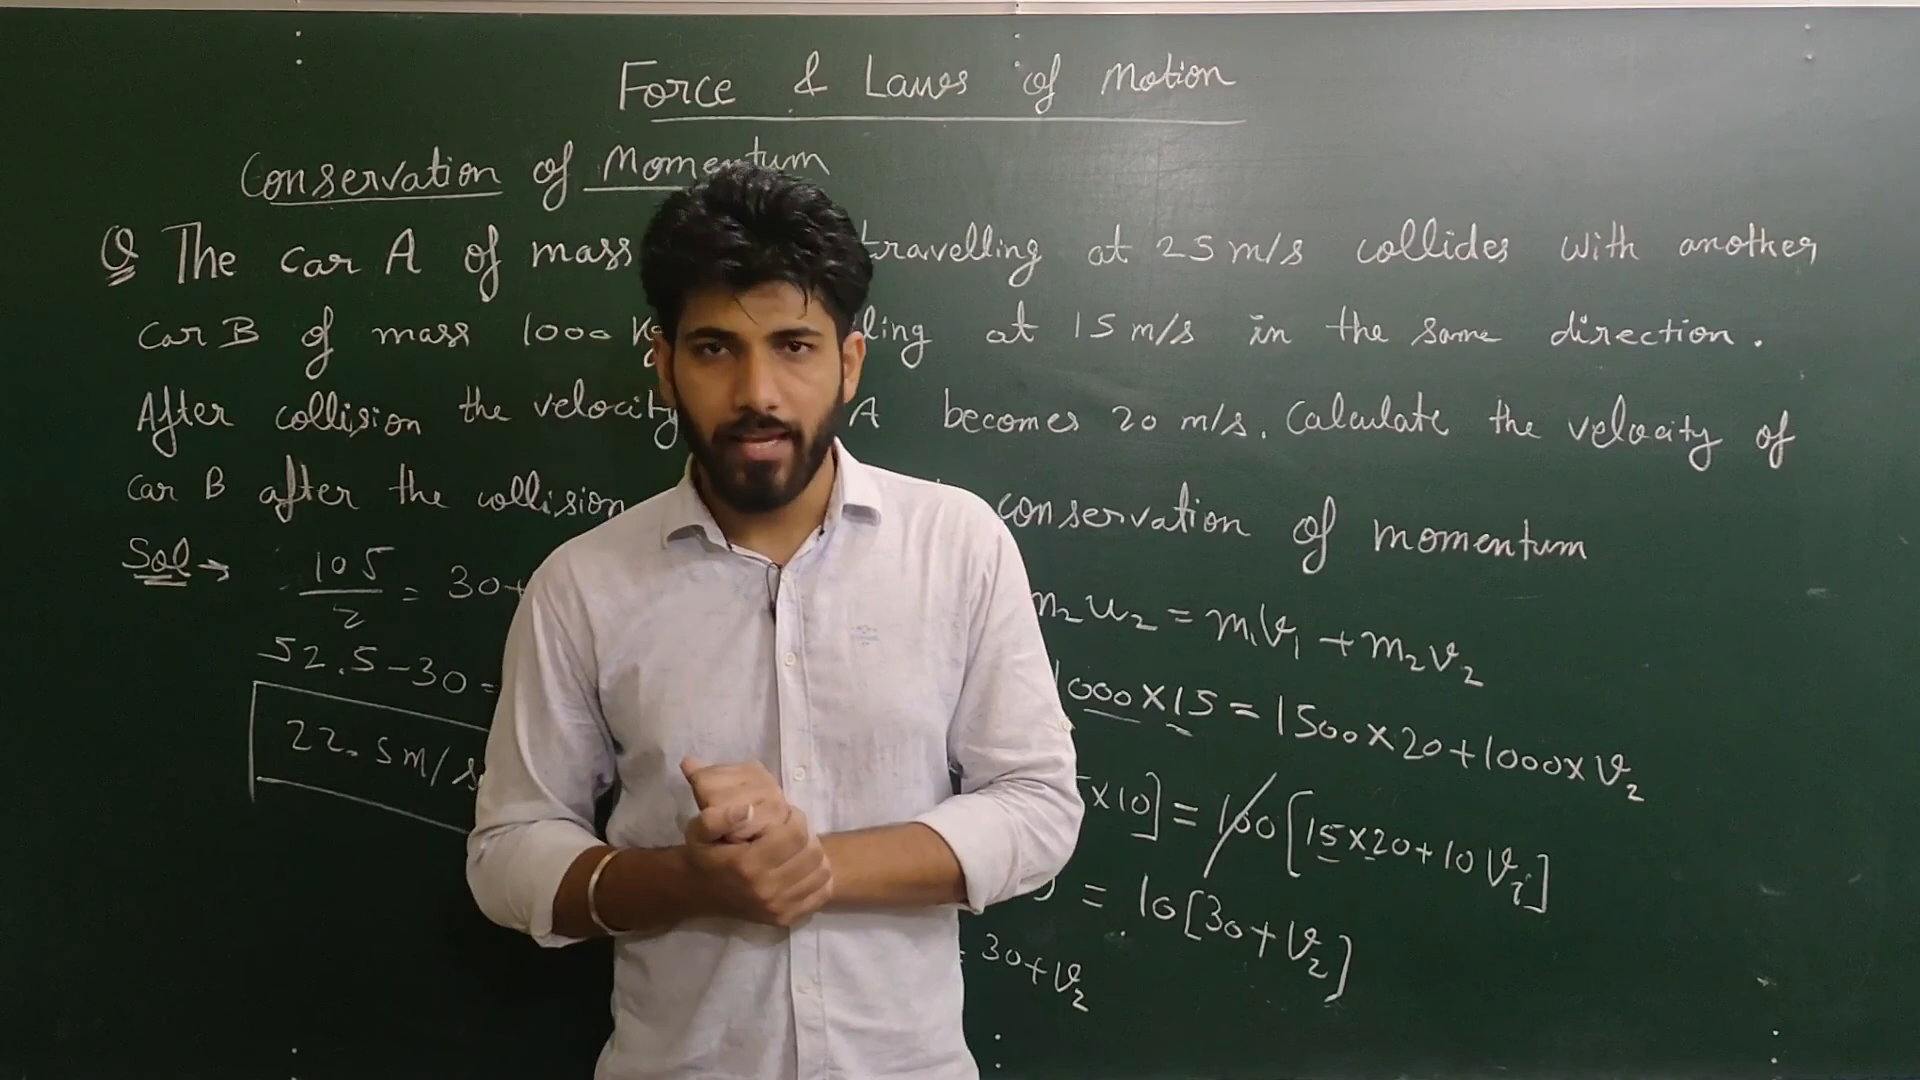 Force & Laws of Motion
Conservation of Momentum
Q The car A of mass travelling at 25 m/s collides with another
car B of mass 1000 Kg ling at 15 m/s in the same direction.
After collision the velocity A becomes 20 m/s. Calculate the velocity of
car B after the collision
conservation of momentum
Sol → 105/2 = 30+
52.5-30 =
22.5m/s
m₂u₂ = m₁v₁ + m₂v₂
1000×15 = 1500×20+1000×v₂
×10] = 100[15×20+10v₂]
= 10[30+v₂]
= 30+v₂